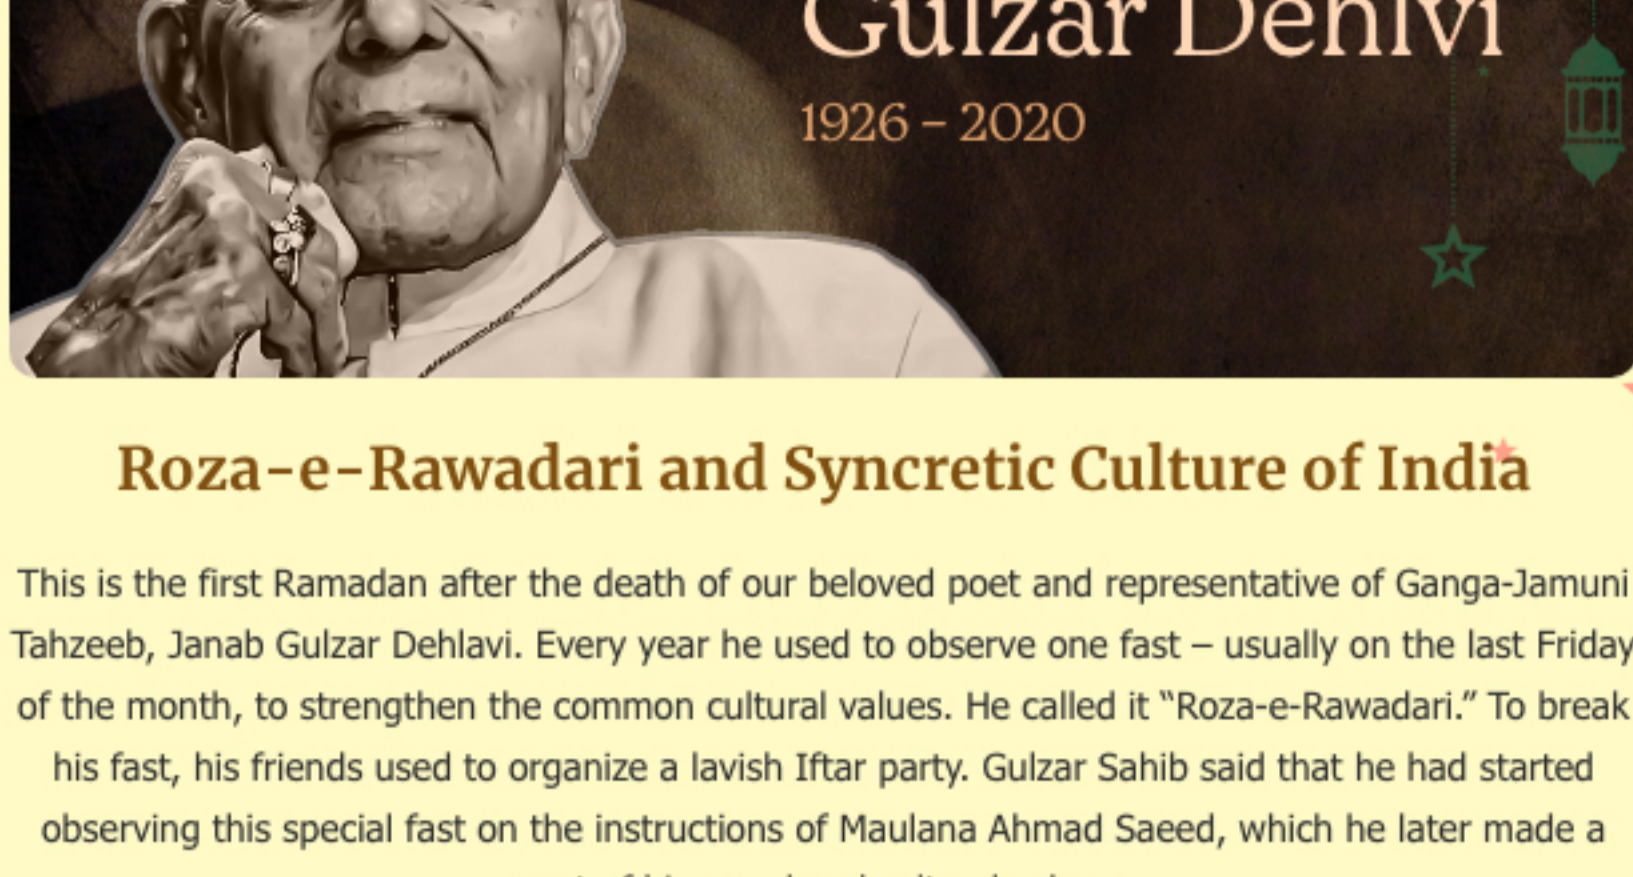 Gulzar Dehlvi
1926 – 2020
Roza-e-Rawadari and Syncretic Culture of India
This is the first Ramadan after the death of our beloved poet and representative of Ganga-Jamuni
Tahzeeb, Janab Gulzar Dehlavi. Every year he used to observe one fast – usually on the last Friday
of the month, to strengthen the common cultural values. He called it “Roza-e-Rawadari.” To break
his fast, his friends used to organize a lavish Iftar party. Gulzar Sahib said that he had started
observing this special fast on the instructions of Maulana Ahmad Saeed, which he later made a